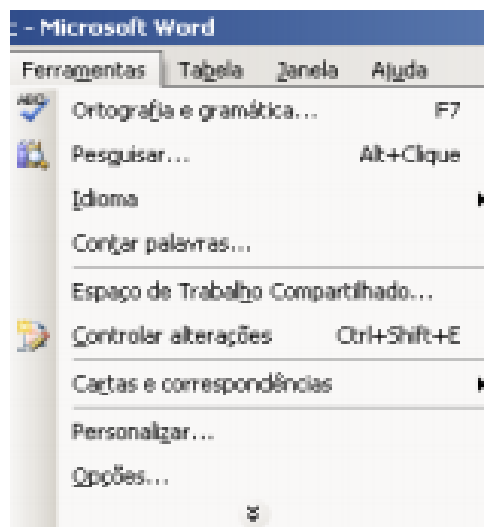 : - Microsoft Word
Ferramentas Tabela Janela Ajuda
ABC
Ortografia e gramática... F7
Pesquisar... Alt+Clique
Idioma
Contar palavras...
Espaço de Trabalho Compartilhado...
Controlar alterações Ctrl+Shift+E
Cartas e correspondências
Personalizar...
Opções...